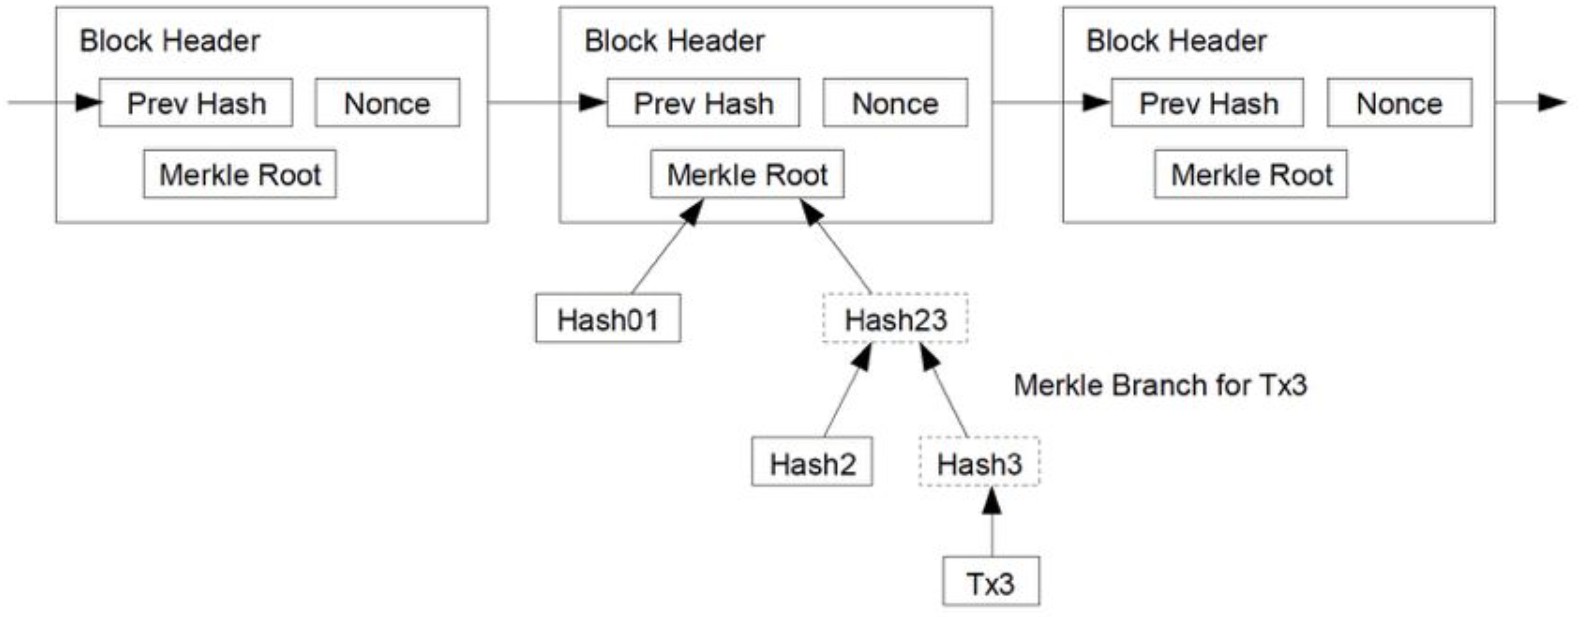 Block Header
Prev Hash
Nonce
Merkle Root
Block Header
Prev Hash
Nonce
Merkle Root
Block Header
Prev Hash
Nonce
Merkle Root
Hash01
Hash23
Merkle Branch for Tx3
Hash2
Hash3
Tx3